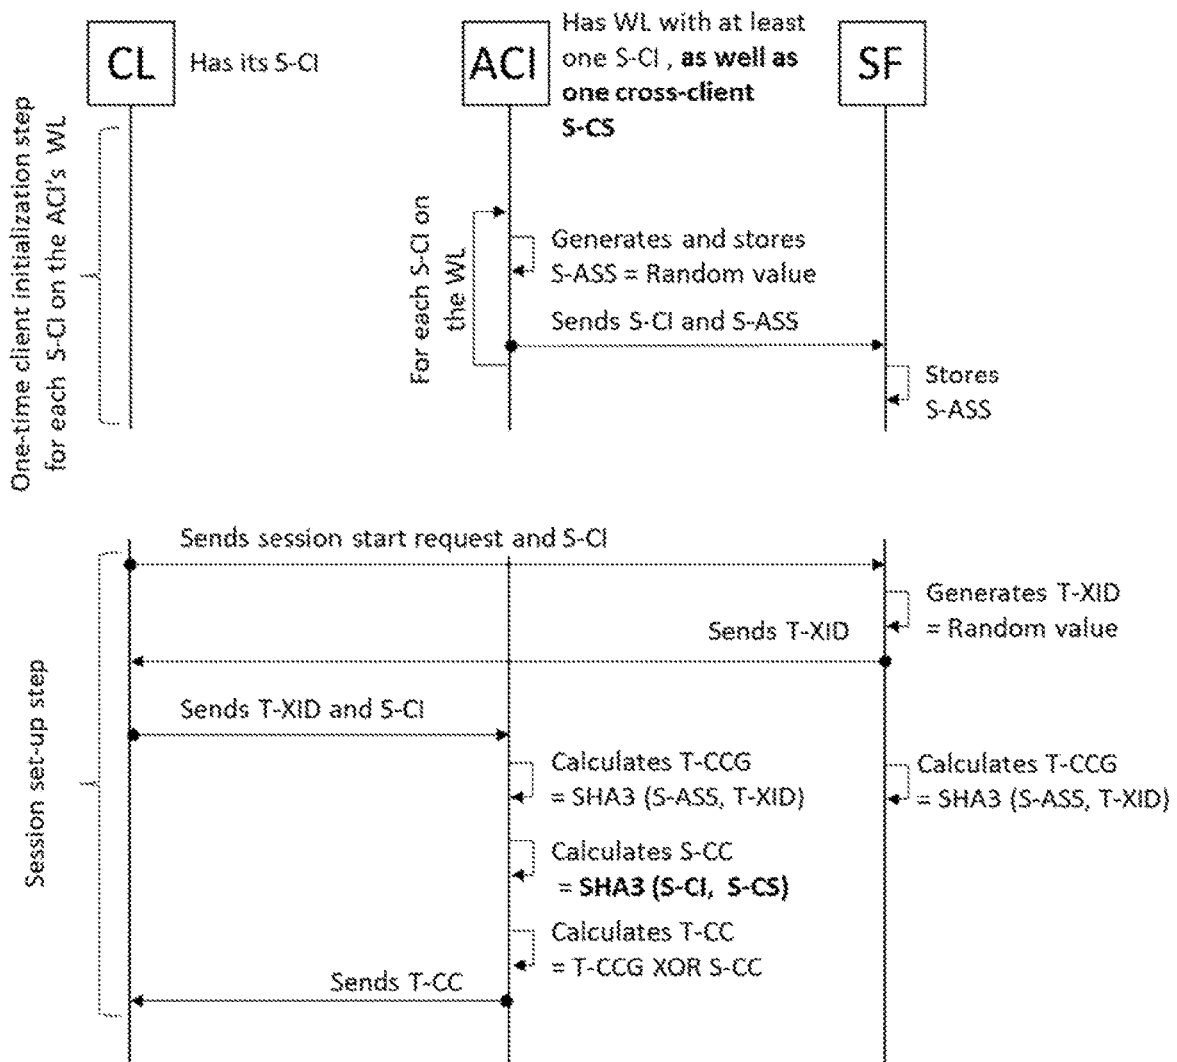 CL
Has its S-CI
ACI
Has WL with at least
one S-CI , as well as
one cross-client
S-CS
SF
One-time client initialization step
for each S-CI on the ACI's WL
For each S-CI on
the WL
Generates and stores
S-ASS = Random value
Sends S-CI and S-ASS
Stores
S-ASS
Session set-up step
Sends session start request and S-CI
Generates T-XID
= Random value
Sends T-XID
Sends T-XID and S-CI
Calculates T-CCG
= SHA3 (S-ASS, T-XID)
Calculates T-CCG
= SHA3 (S-ASS, T-XID)
Calculates S-CC
= SHA3 (S-CI, S-CS)
Calculates T-CC
= T-CCG XOR S-CC
Sends T-CC